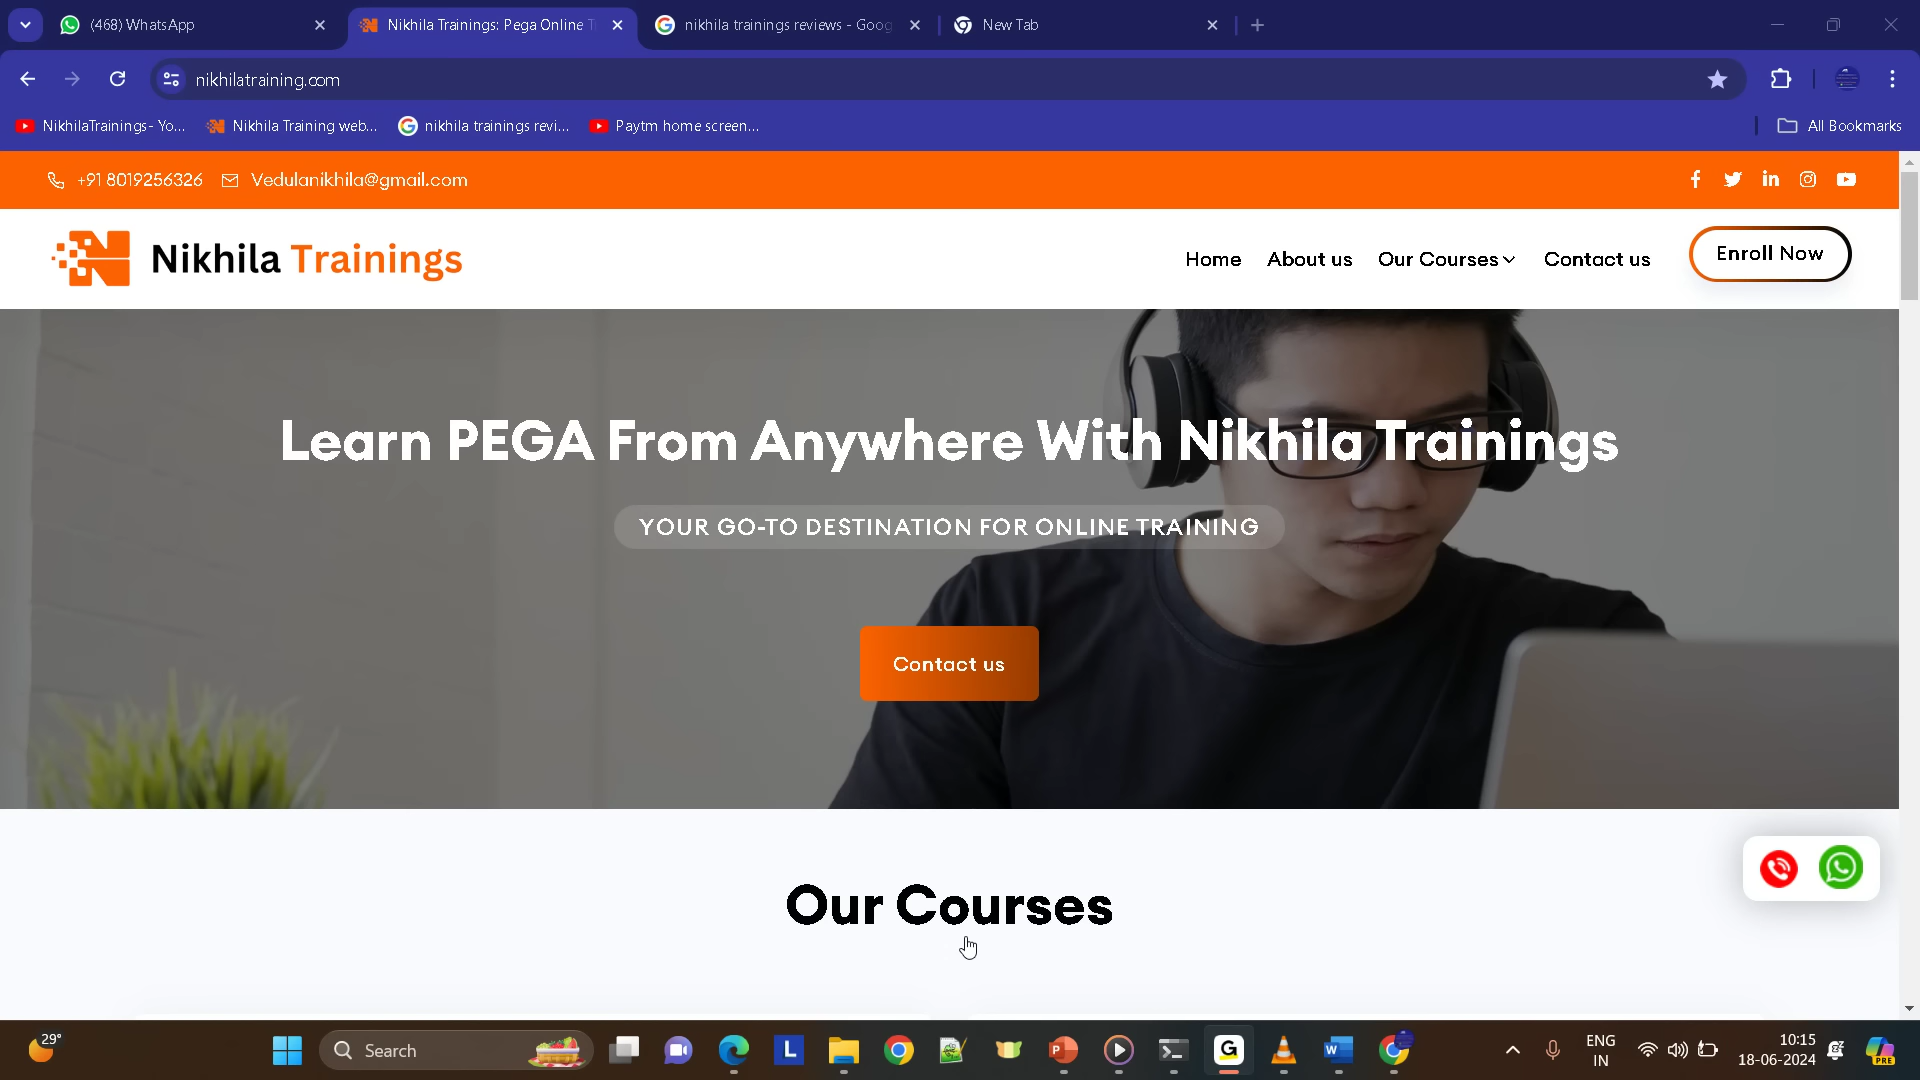 (468) WhatsApp
Nikhila Trainings: Pega Online T
nikhila trainings reviews - Goog
New Tab
nikhilatraining.com
NikhilaTrainings- Yo...
Nikhila Training web...
nikhila trainings revi...
Paytm home screen...
All Bookmarks
+91 8019256326
Vedulanikhila@gmail.com
Nikhila Trainings
Home
About us
Our Courses
Contact us
Enroll Now
Learn PEGA From Anywhere With Nikhila Trainings
YOUR GO-TO DESTINATION FOR ONLINE TRAINING
Contact us
Our Courses
29°
Search
ENG
IN
10:15
18-06-2024